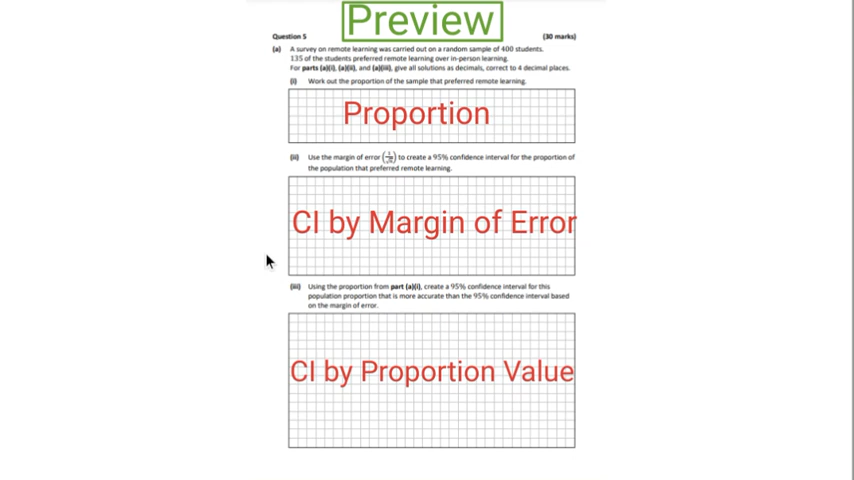 Preview
Question 5 (30 marks)
(a) A survey on remote learning was carried out on a random sample of 400 students.
135 of the students preferred remote learning over in-person learning.
For parts (a)(i), (a)(ii), and (a)(iii), give all solutions as decimals, correct to 4 decimal places.
(i) Work out the proportion of the sample that preferred remote learning.
Proportion
(ii) Use the margin of error (1/√n) to create a 95% confidence interval for the proportion of
the population that preferred remote learning.
CI by Margin of Error
(iii) Using the proportion from part (a)(i), create a 95% confidence interval for this
population proportion that is more accurate than the 95% confidence interval based
on the margin of error.
CI by Proportion Value